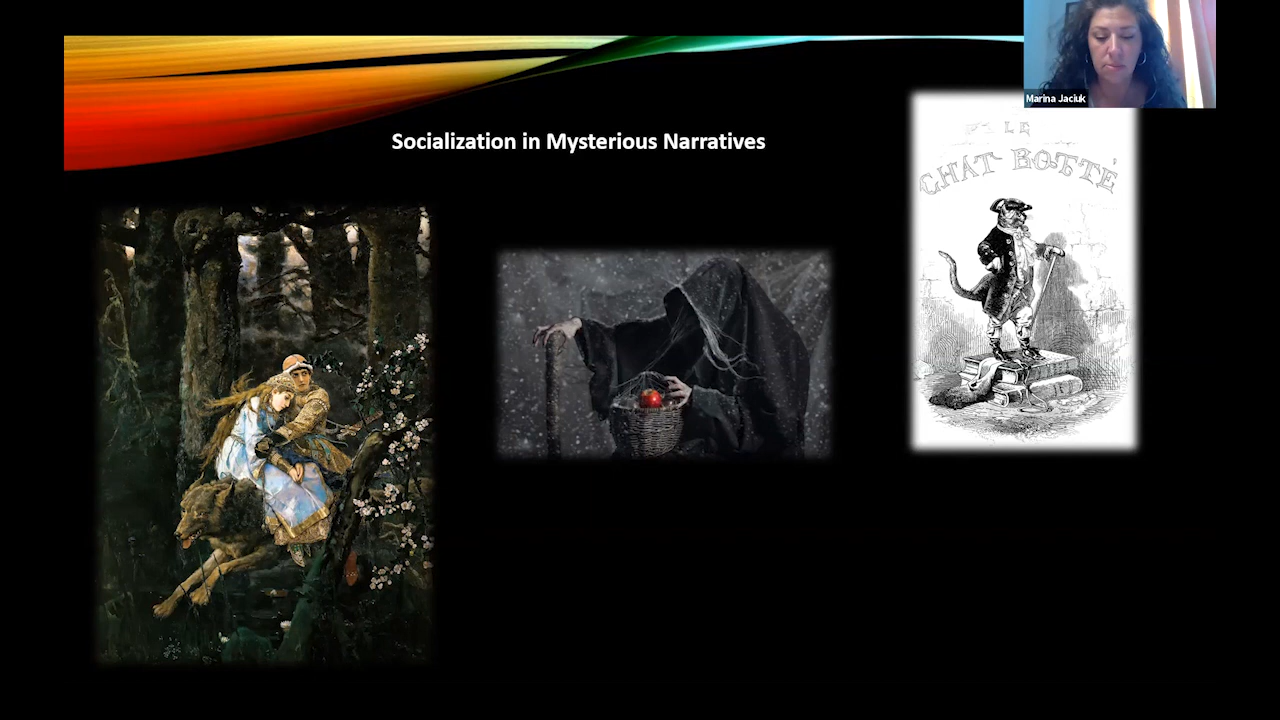 Marina Jaciuk
Socialization in Mysterious Narratives
LE
CHAT BOTTÉ